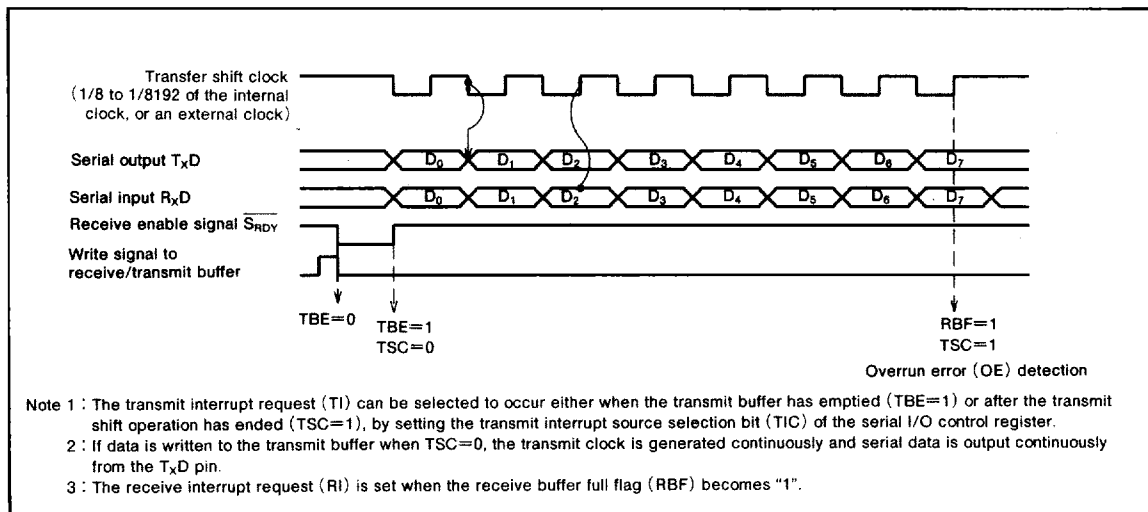 Transfer shift clock
(1/8 to 1/8192 of the internal
clock, or an external clock)
Serial output TxD
D0 D1 D2 D3 D4 D5 D6 D7
Serial input RxD
D0 D1 D2 D3 D4 D5 D6 D7
Receive enable signal S̅R̅D̅Y̅
Write signal to
receive/transmit buffer
TBE=0
TBE=1
TSC=0
RBF=1
TSC=1
Overrun error (OE) detection
Note 1 : The transmit interrupt request (TI) can be selected to occur either when the transmit buffer has emptied (TBE=1) or after the transmit
shift operation has ended (TSC=1), by setting the transmit interrupt source selection bit (TIC) of the serial I/O control register.
2 : If data is written to the transmit buffer when TSC=0, the transmit clock is generated continuously and serial data is output continuously
from the TxD pin.
3 : The receive interrupt request (RI) is set when the receive buffer full flag (RBF) becomes "1".